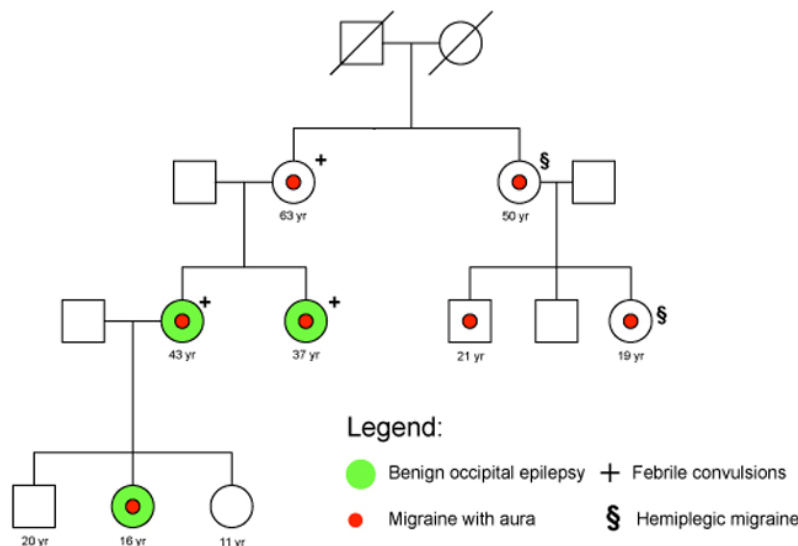 +
§
63 yr
50 yr
+
+
§
43 yr
37 yr
21 yr
19 yr
Legend:
Benign occipital epilepsy + Febrile convulsions
Migraine with aura § Hemiplegic migraine
20 yr
16 yr
11 yr